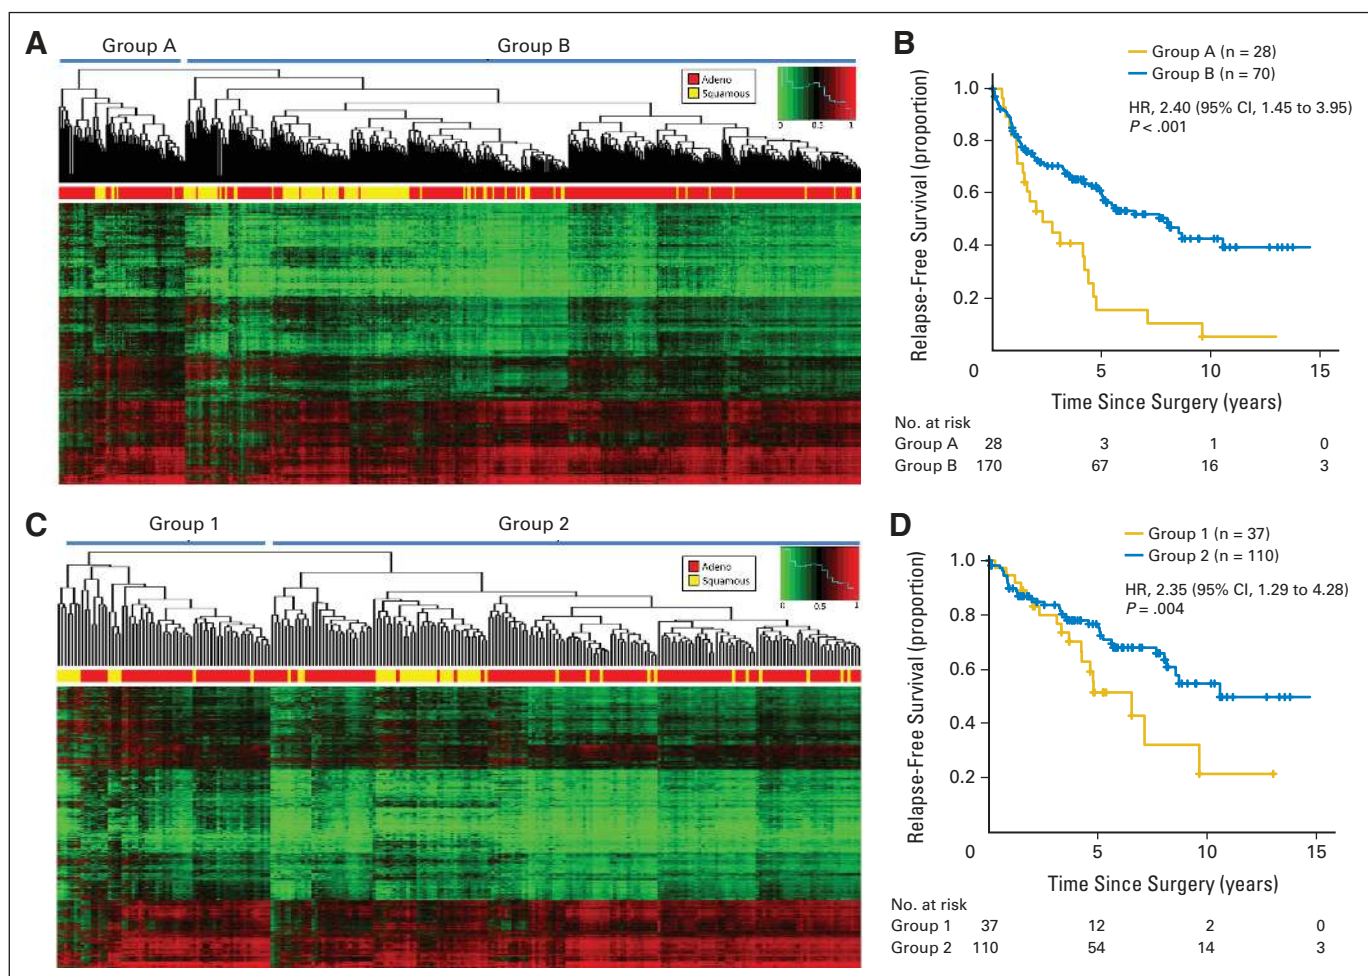 A
Group A
Group B
Adeno
Squamous
0
0.5
1
B
Group A (n = 28)
Group B (n = 70)
HR, 2.40 (95% CI, 1.45 to 3.95)
P < .001
Relapse-Free Survival (proportion)
1.0
0.8
0.6
0.4
0.2
0
5
10
15
Time Since Surgery (years)
No. at risk
Group A 28 3 1 0
Group B 170 67 16 3
C
Group 1
Group 2
Adeno
Squamous
0
0.5
1
D
Group 1 (n = 37)
Group 2 (n = 110)
HR, 2.35 (95% CI, 1.29 to 4.28)
P = .004
Relapse-Free Survival (proportion)
1.0
0.8
0.6
0.4
0.2
0
5
10
15
Time Since Surgery (years)
No. at risk
Group 1 37 12 2 0
Group 2 110 54 14 3